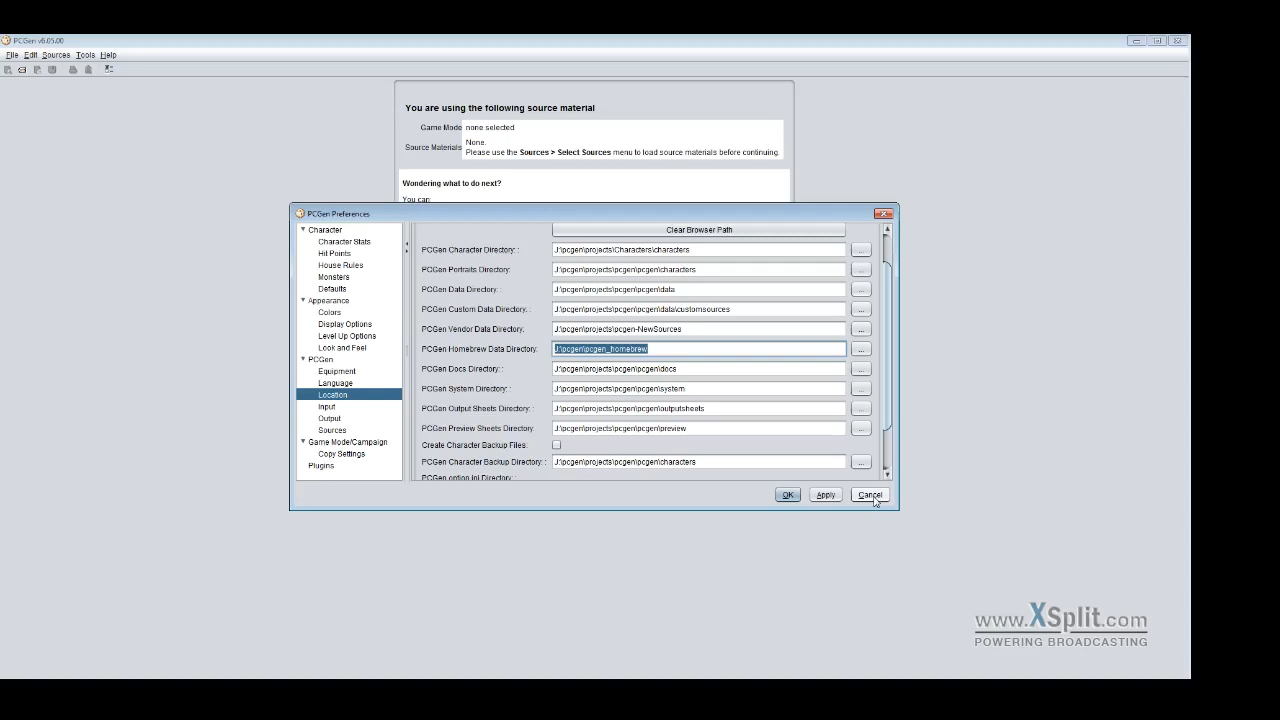 PCGen v6.05.00
File Edit Sources Tools Help
You are using the following source material
Game Mode none selected
Source Materials None.
Please use the Sources > Select Sources menu to load source materials before continuing.
Wondering what to do next?
You can:
PCGen Preferences
Character
Character Stats
Hit Points
House Rules
Monsters
Defaults
Appearance
Colors
Display Options
Level Up Options
Look and Feel
PCGen
Equipment
Language
Location
Input
Output
Sources
Game Mode/Campaign
Copy Settings
Plugins
Clear Browser Path
PCGen Character Directory: : J:\pcgen\projects\Characters\characters ...
PCGen Portraits Directory: J:\pcgen\projects\pcgen\pcgen\characters ...
PCGen Data Directory: : J:\pcgen\projects\pcgen\pcgen\data ...
PCGen Custom Data Directory: : J:\pcgen\projects\pcgen\pcgen\data\customsources ...
PCGen Vendor Data Directory: J:\pcgen\projects\pcgen-NewSources ...
PCGen Homebrew Data Directory: J:\pcgen\pcgen_homebrew ...
PCGen Docs Directory: : J:\pcgen\projects\pcgen\pcgen\docs ...
PCGen System Directory: : J:\pcgen\projects\pcgen\pcgen\system ...
PCGen Output Sheets Directory: : J:\pcgen\projects\pcgen\pcgen\outputsheets ...
PCGen Preview Sheets Directory: J:\pcgen\projects\pcgen\pcgen\preview ...
Create Character Backup Files:
PCGen Character Backup Directory: : J:\pcgen\projects\pcgen\pcgen\characters ...
PCGen option.ini Directory:
OK Apply Cancel
www.XSplit.com
POWERING BROADCASTING